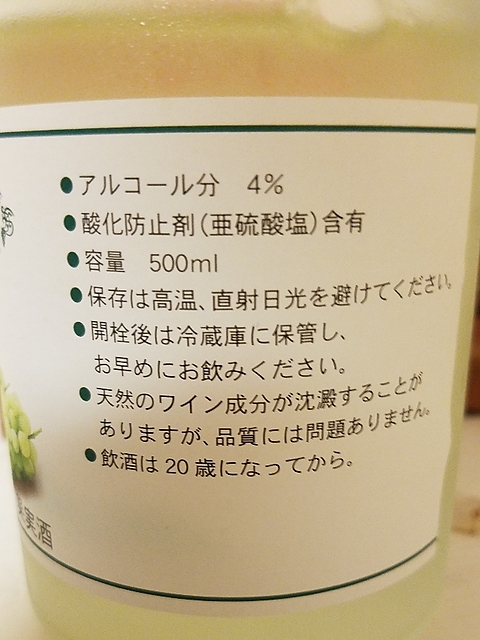 ●アルコール分　4%
●酸化防止剤(亜硫酸塩)含有
●容量　500ml
●保存は高温、直射日光を避けてください。
●開栓後は冷蔵庫に保管し、
お早めにお飲みください。
●天然のワイン成分が沈澱することが
ありますが、品質には問題ありません。
●飲酒は20歳になってから。
実酒